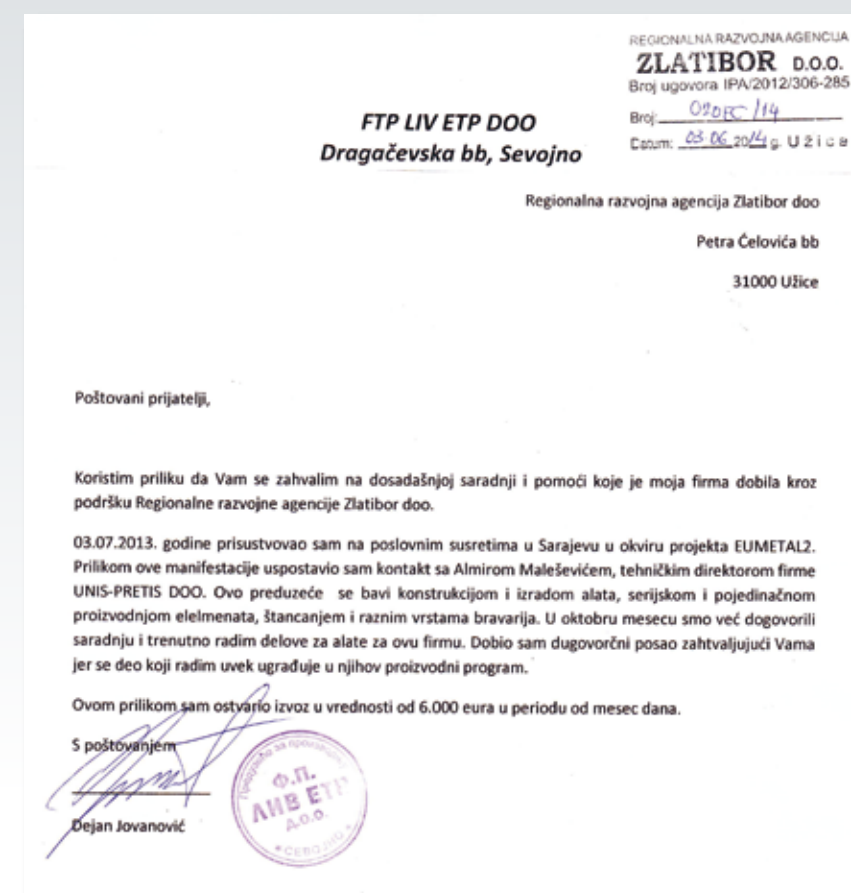 REGIONALNA RAZVOJNA AGENCIJA
ZLATIBOR D.O.O.
Broj ugovora IPA/2012/306-285
Broj: /14
Datum: 03 06 2014 g. Užice
FTP LIV ETP DOO
Dragačevska bb, Sevojno
Regionalna razvojna agencija Zlatibor doo
Petra Ćelovića bb
31000 Užice
Poštovani prijatelji,
Koristim priliku da Vam se zahvalim na dosadašnjoj saradnji i pomoći koje je moja firma dobila kroz
podršku Regionalne razvojne agencije Zlatibor doo.
03.07.2013. godine prisustvovao sam na poslovnim susretima u Sarajevu u okviru projekta EUMETAL2.
Prilikom ove manifestacije uspostavio sam kontakt sa Almirom Maleševićem, tehničkim direktorom firme
UNIS-PRETIS DOO. Ovo preduzeće se bavi konstrukcijom i izradom alata, serijskom i pojedinačnom
proizvodnjom elelmenata, štancanjem i raznim vrstama bravarija. U oktobru mesecu smo već dogovorili
saradnju i trenutno radim delove za alate za ovu firmu. Dobio sam dugovorčni posao zahtvaljujući Vama
jer se deo koji radim uvek ugrađuje u njihov proizvodni program.
Ovom prilikom sam ostvario izvoz u vrednosti od 6.000 eura u periodu od mesec dana.
S poštovanjem
Dejan Jovanović
Ф.П.
ЛИВ ЕТР
Д.О.О.
СЕВОЈНО